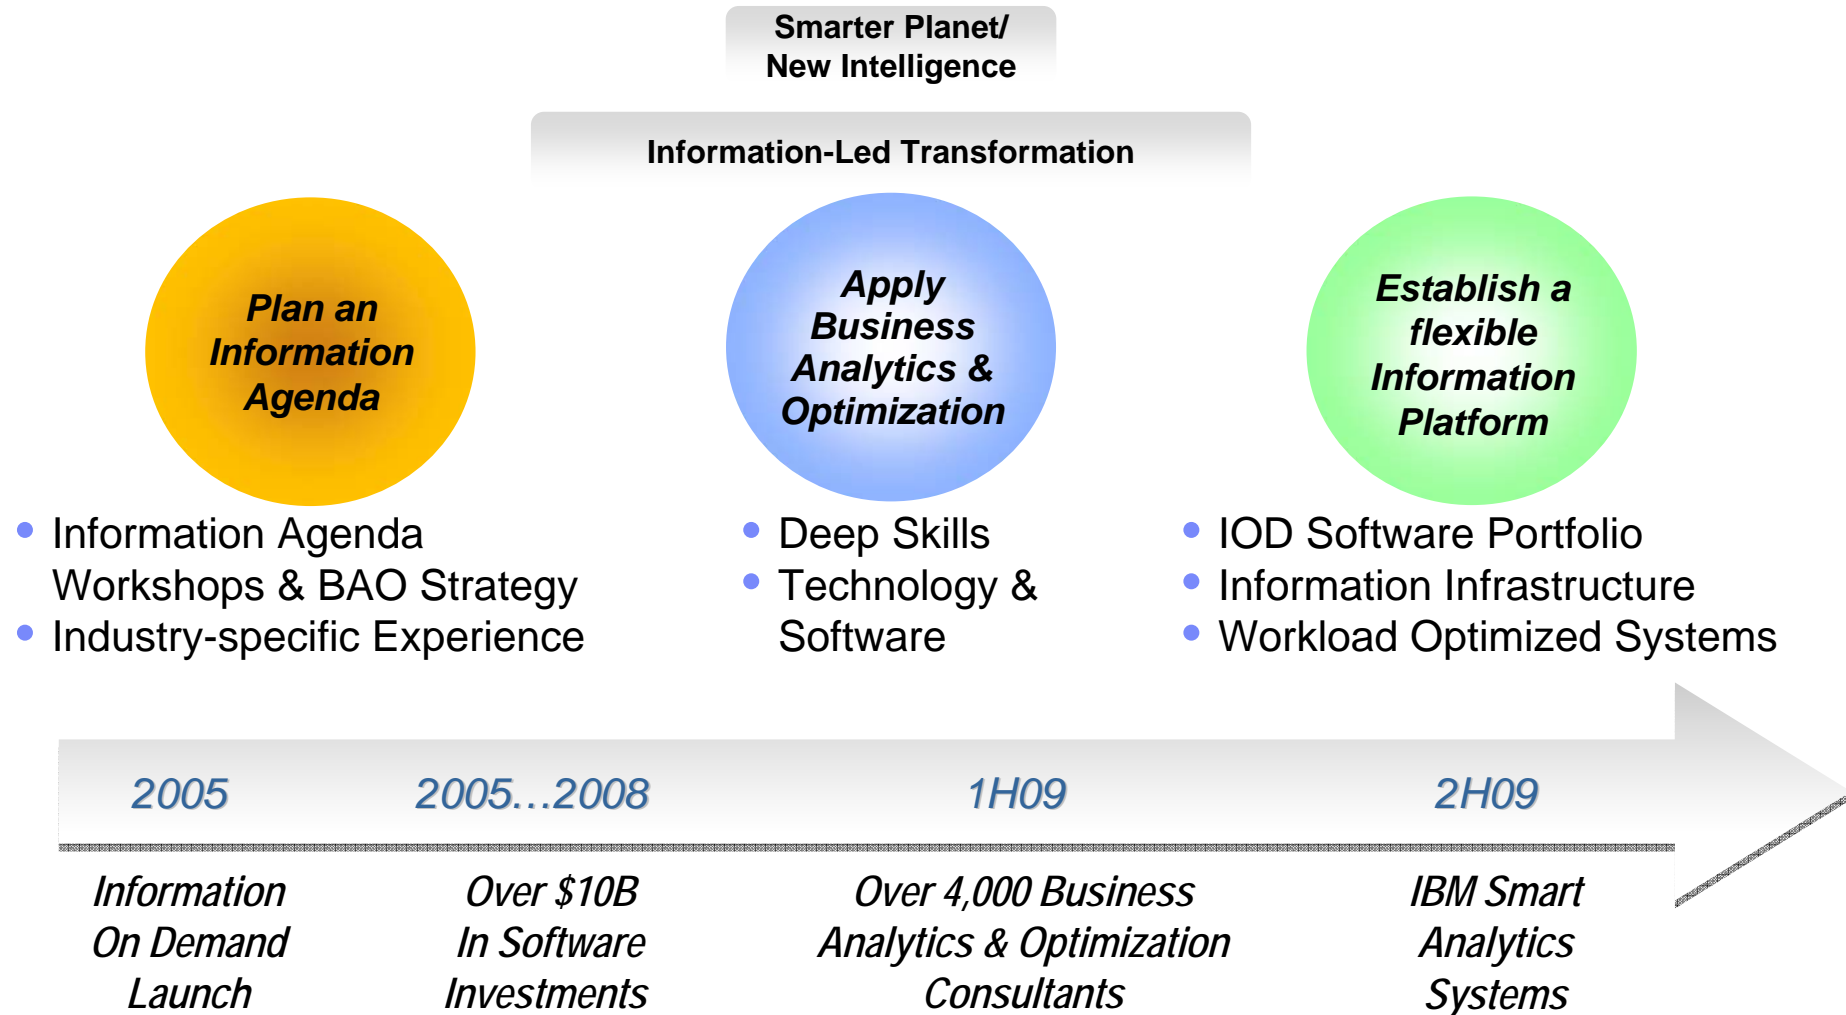 Smarter Planet/
New Intelligence
Information-Led Transformation
Plan an
Information
Agenda
Apply
Business
Analytics &
Optimization
Establish a
flexible
Information
Platform
• Information Agenda
Workshops & BAO Strategy
• Industry-specific Experience
• Deep Skills
• Technology &
Software
• IOD Software Portfolio
• Information Infrastructure
• Workload Optimized Systems
2005
2005…2008
1H09
2H09
Information
On Demand
Launch
Over $10B
In Software
Investments
Over 4,000 Business
Analytics & Optimization
Consultants
IBM Smart
Analytics
Systems